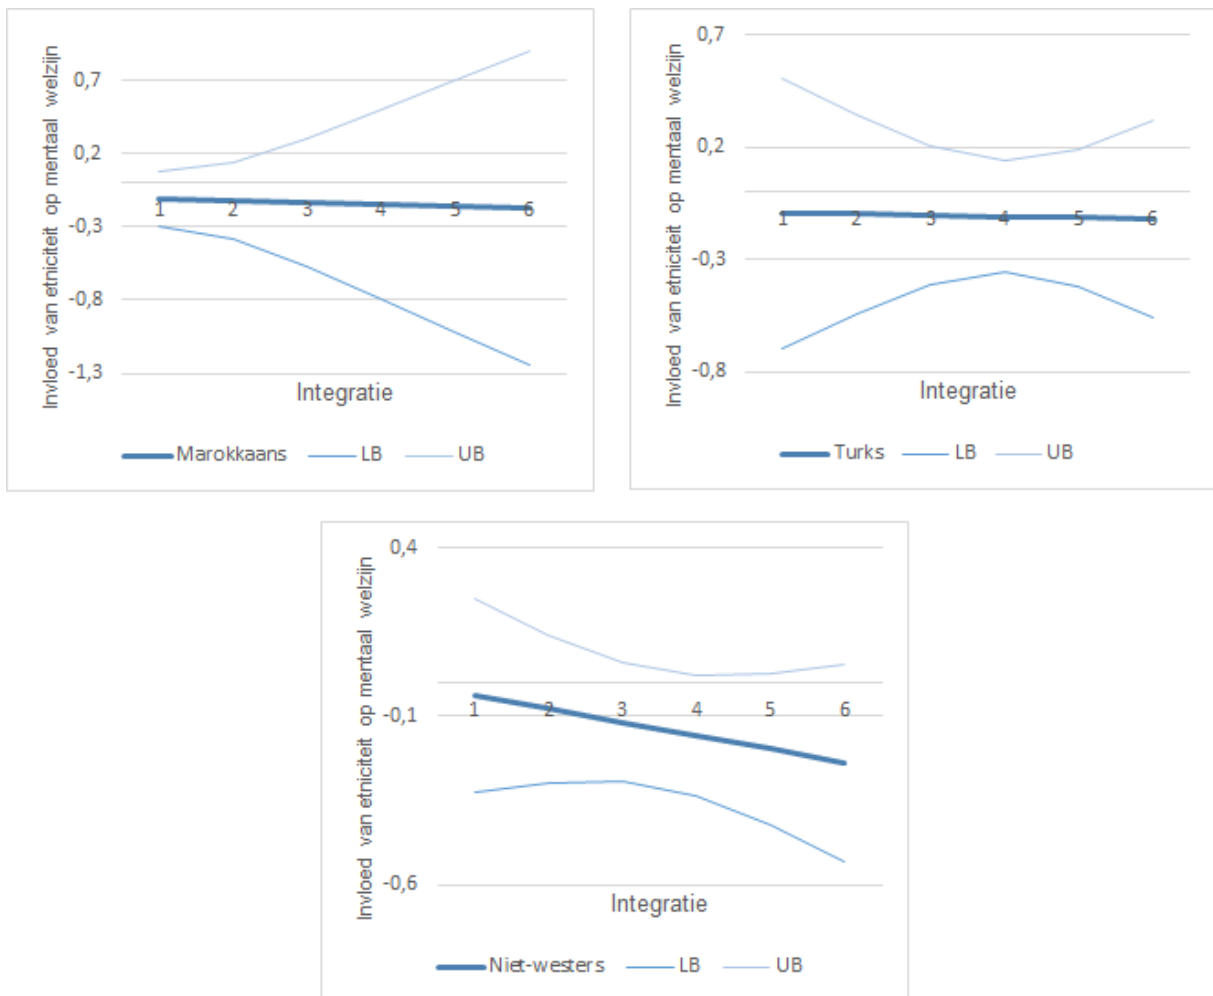 Invloed van etniciteit op mentaal welzijn
0,7
0,2
-0,3
-0,8
-1,3
1 2 3 4 5 6
Integratie
Marokkaans LB UB
Invloed van etniciteit op mentaal welzijn
0,7
0,2
-0,3
-0,8
1 2 3 4 5 6
Integratie
Turks LB UB
Invloed van etniciteit op mentaal welzijn
0,4
-0,1
-0,6
1 2 3 4 5 6
Integratie
Niet-westers LB UB